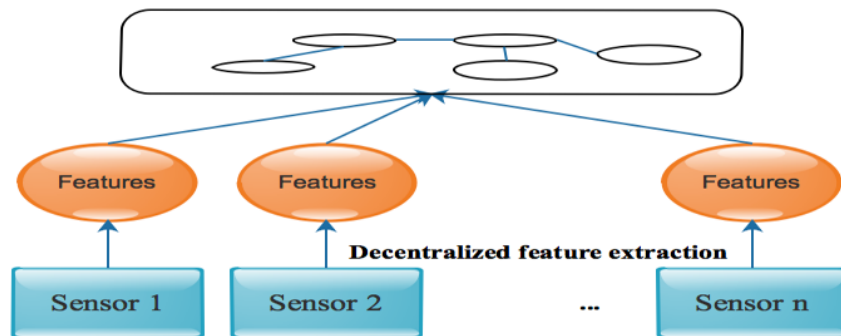 Features
Features
Features
Decentralized feature extraction
Sensor 1
Sensor 2
...
Sensor n